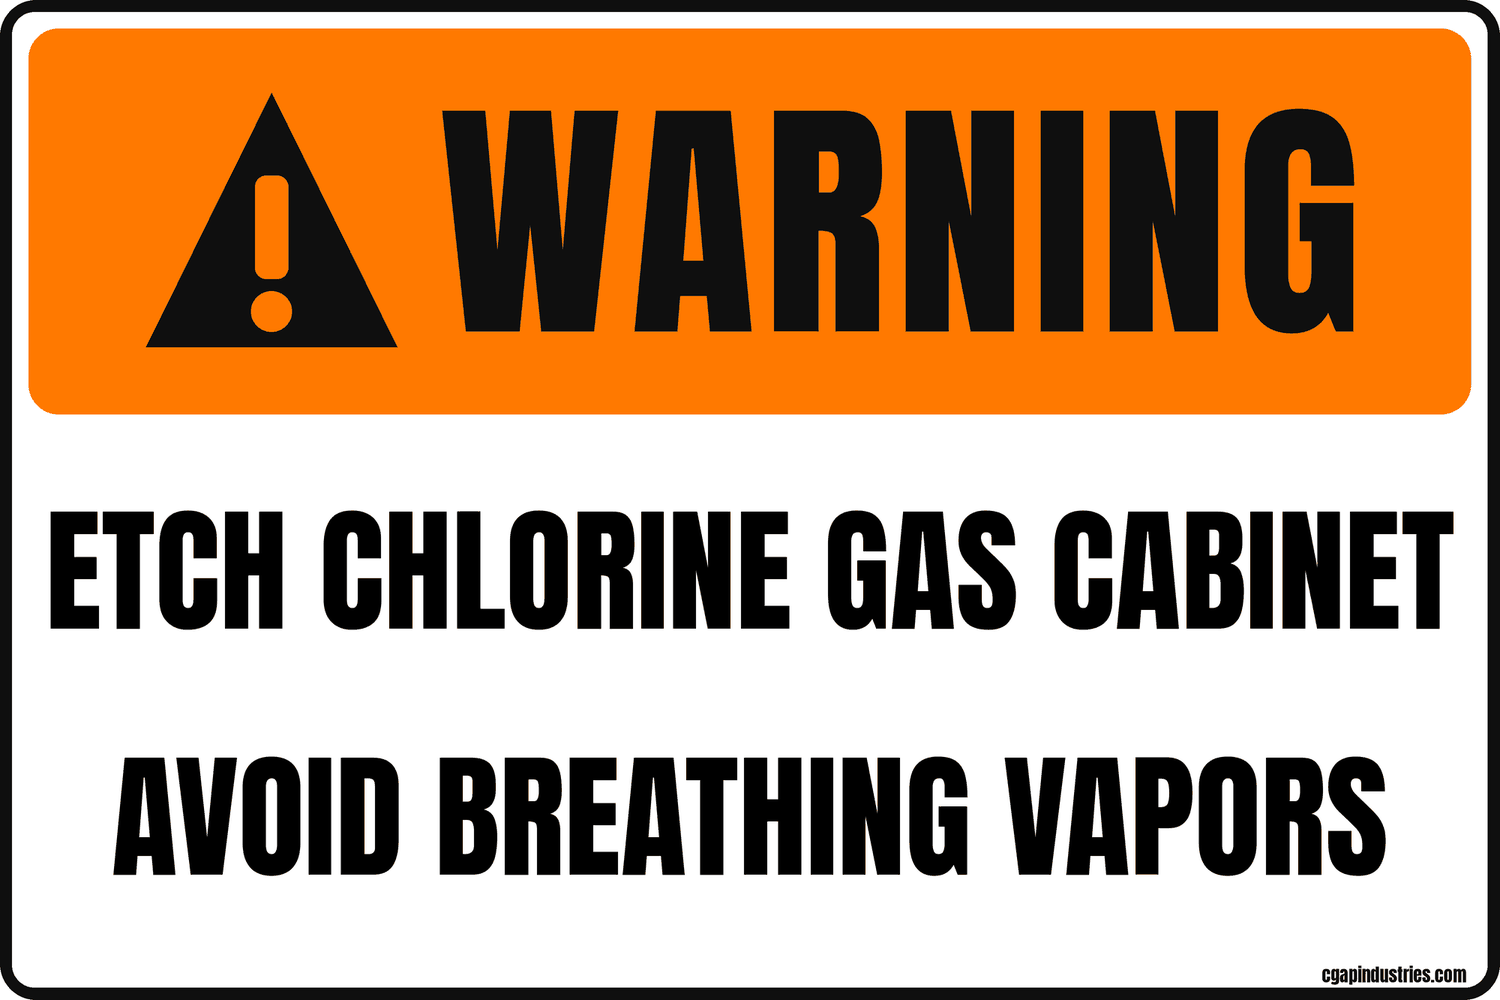 WARNING
ETCH CHLORINE GAS CABINET
AVOID BREATHING VAPORS
cgapindustries.com